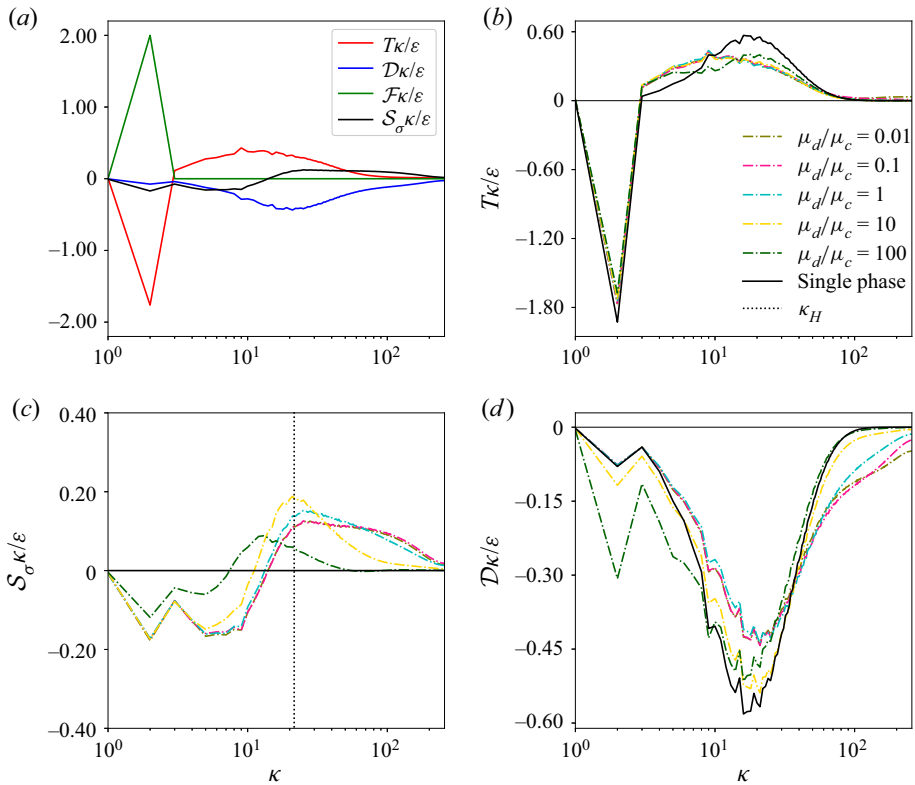 (a)
2.00
1.00
0
−1.00
−2.00
10⁰
10¹
10²
Tκ/ε
𝒟κ/ε
ℱκ/ε
𝒮σκ/ε
(b)
Tκ/ε
0.60
0
−0.60
−1.20
−1.80
10⁰
10¹
10²
μd/μc = 0.01
μd/μc = 0.1
μd/μc = 1
μd/μc = 10
μd/μc = 100
Single phase
κH
(c)
𝒮σκ/ε
0.40
0.20
0
−0.20
−0.40
10⁰
10¹
10²
κ
(d)
𝒟κ/ε
0
−0.15
−0.30
−0.45
−0.60
10⁰
10¹
10²
κ